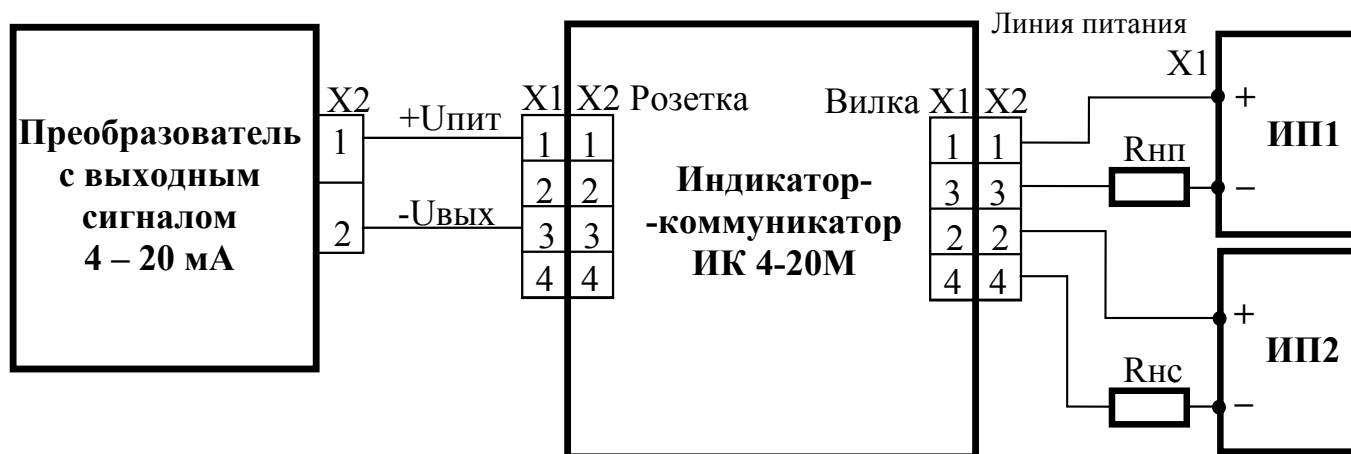 Линия питания
X1
X2
+Uпит
X1
X2 Розетка
Вилка X1 X2
+
ИП1
Преобразователь
с выходным
сигналом
4 – 20 мА
1
2
-Uвых
1 1
2 2
3 3
4 4
Индикатор-
-коммуникатор
ИК 4-20М
1 1
3 3
2 2
4 4
Rнп
–
+
ИП2
Rнс
–